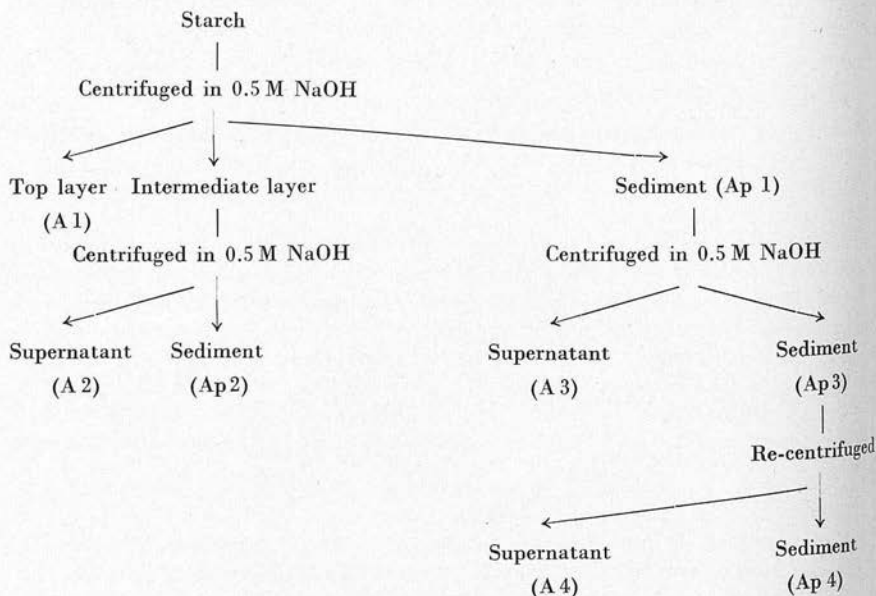 Starch
Centrifuged in 0.5 M NaOH
Top layer Intermediate layer Sediment (Ap 1)
(A 1)
Centrifuged in 0.5 M NaOH Centrifuged in 0.5 M NaOH
Supernatant Sediment Supernatant Sediment
(A 2) (Ap 2) (A 3) (Ap 3)
Re-centrifuged
Supernatant Sediment
(A 4) (Ap 4)